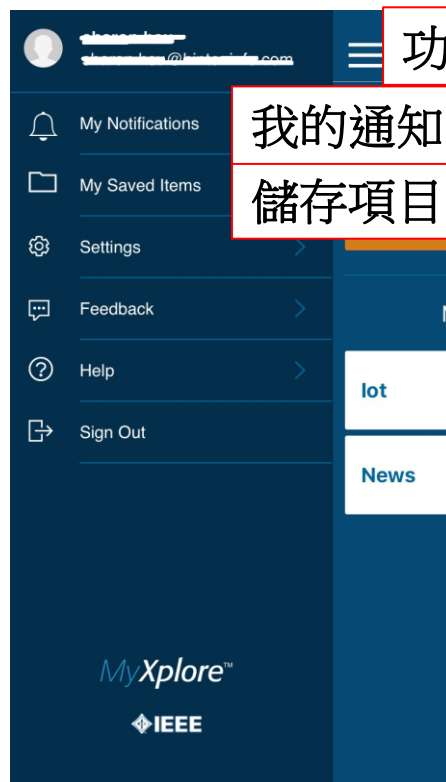 功
My Notifications
我的通知
My Saved Items
儲存項目
Settings
Feedback
Help
Sign Out
Iot
News
MyXplore™
IEEE